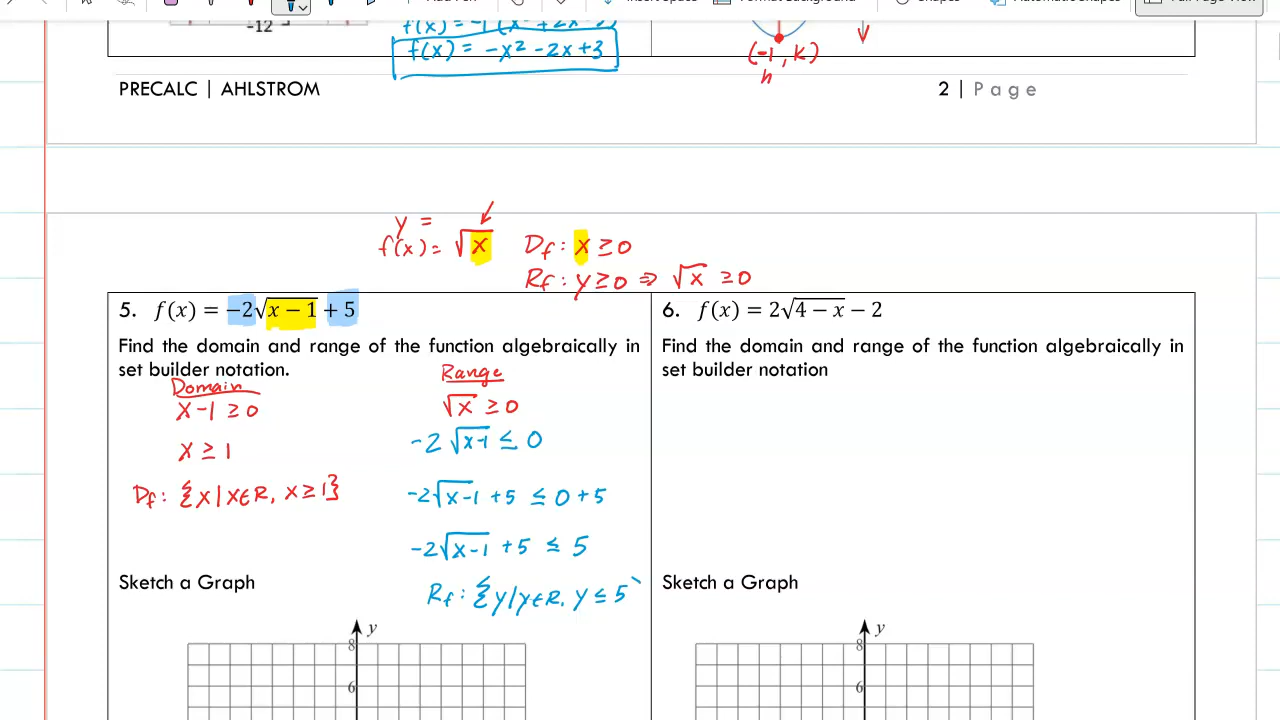 -12
f(x) = -1 (x² + 2x - 3)
f(x) = -x² - 2x + 3
(-1, k)
h
PRECALC | AHLSTROM
2 | Page
y =
f(x) = √x
Df: x ≥ 0
Rf: y ≥ 0 ⇒ √x ≥ 0
5. f(x) = −2√(x − 1) + 5
Find the domain and range of the function algebraically in
set builder notation.
Domain
x - 1 ≥ 0
x ≥ 1
Df: {x | x ∈ R, x ≥ 1}
Range
√x ≥ 0
-2√(x-1) ≤ 0
-2√(x-1) + 5 ≤ 0 + 5
-2√(x-1) + 5 ≤ 5
Rf: {y | y ∈ R, y ≤ 5
Sketch a Graph
y
8
6
6. f(x) = 2√(4 − x) − 2
Find the domain and range of the function algebraically in
set builder notation
Sketch a Graph
y
8
6